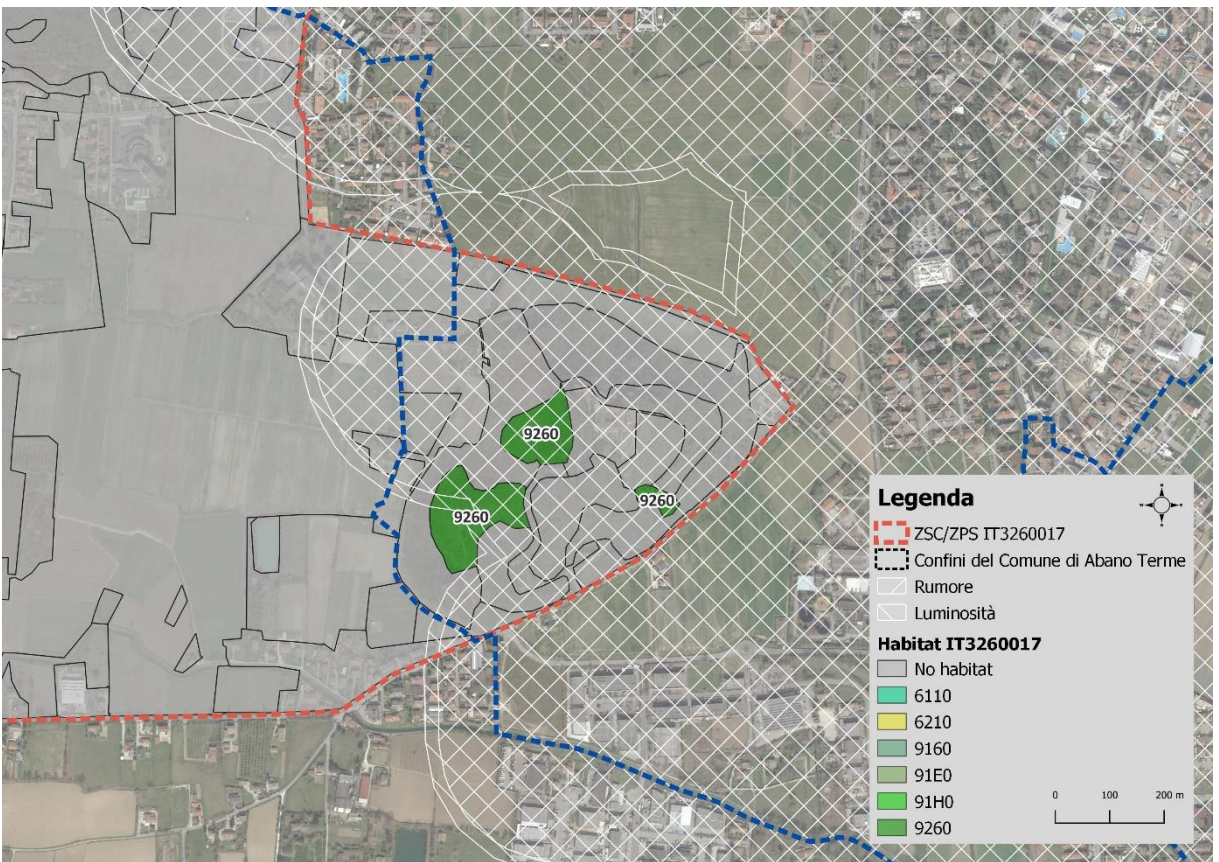 9260
9260
9260
Legenda
ZSC/ZPS IT3260017
Confini del Comune di Abano Terme
Rumore
Luminosità
Habitat IT3260017
No habitat
6110
6210
9160
91E0
91H0
9260
0 100 200 m